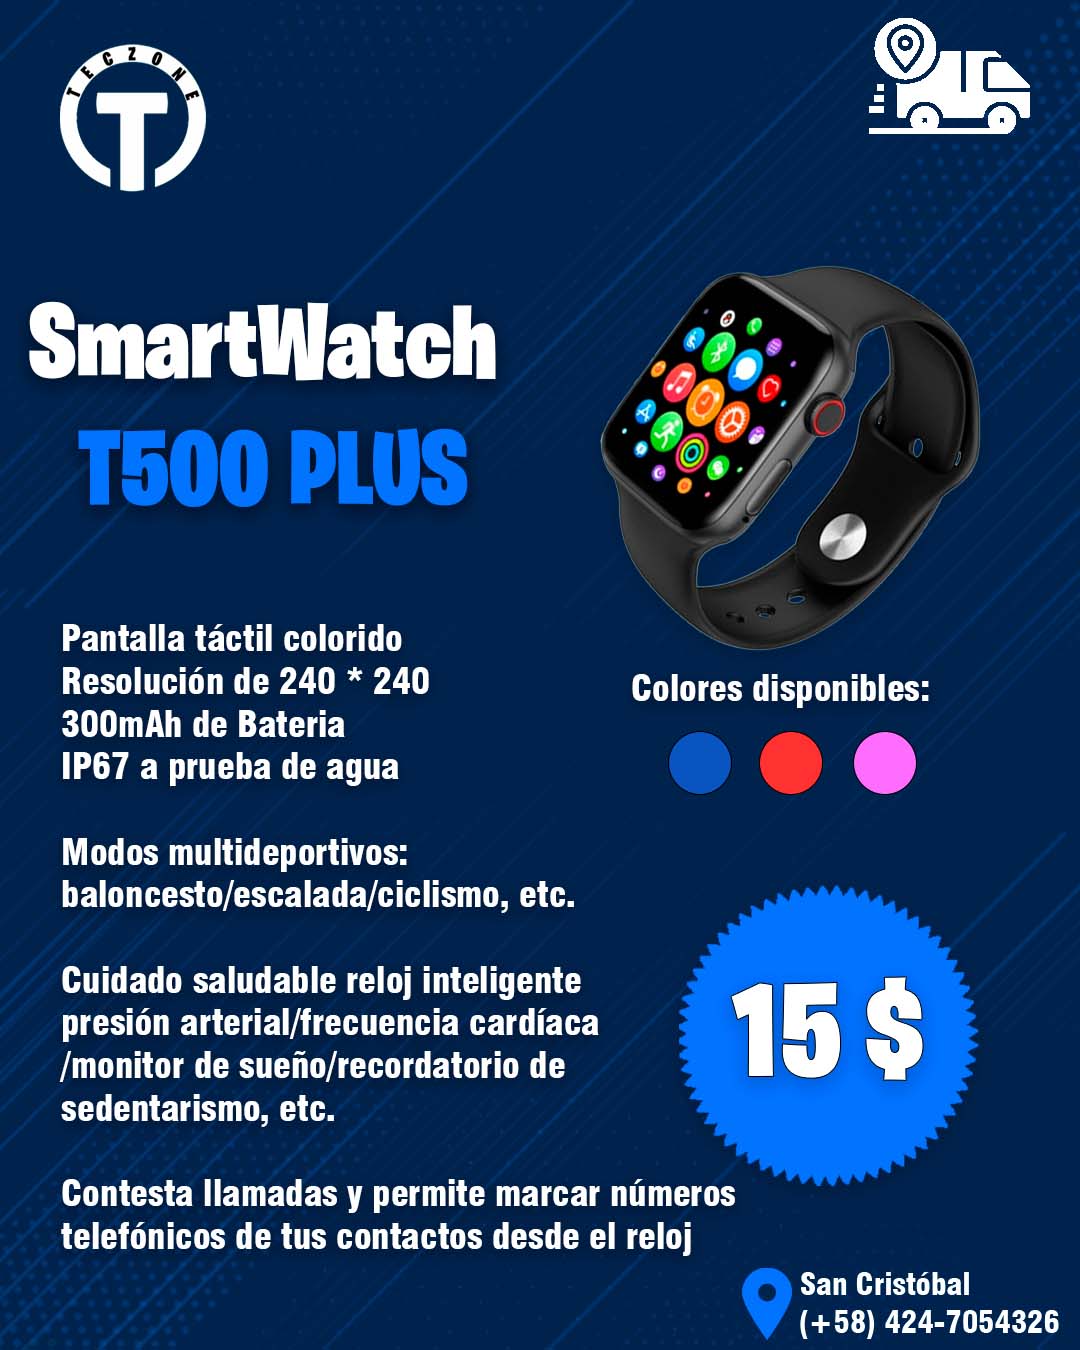 TECZONE
T
SmartWatch
T500 PLUS
Pantalla táctil colorido
Resolución de 240 * 240
300mAh de Bateria
IP67 a prueba de agua
Colores disponibles:
Modos multideportivos:
baloncesto/escalada/ciclismo, etc.
Cuidado saludable reloj inteligente
presión arterial/frecuencia cardíaca
/monitor de sueño/recordatorio de
sedentarismo, etc.
15 $
Contesta llamadas y permite marcar números
telefónicos de tus contactos desde el reloj
San Cristóbal
(+58) 424-7054326